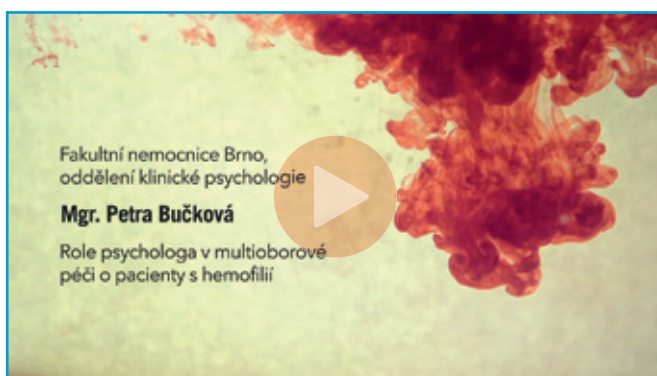 Fakultní nemocnice Brno,
oddělení klinické psychologie
Mgr. Petra Bučková
Role psychologa v multioborové
péči o pacienty s hemofilií